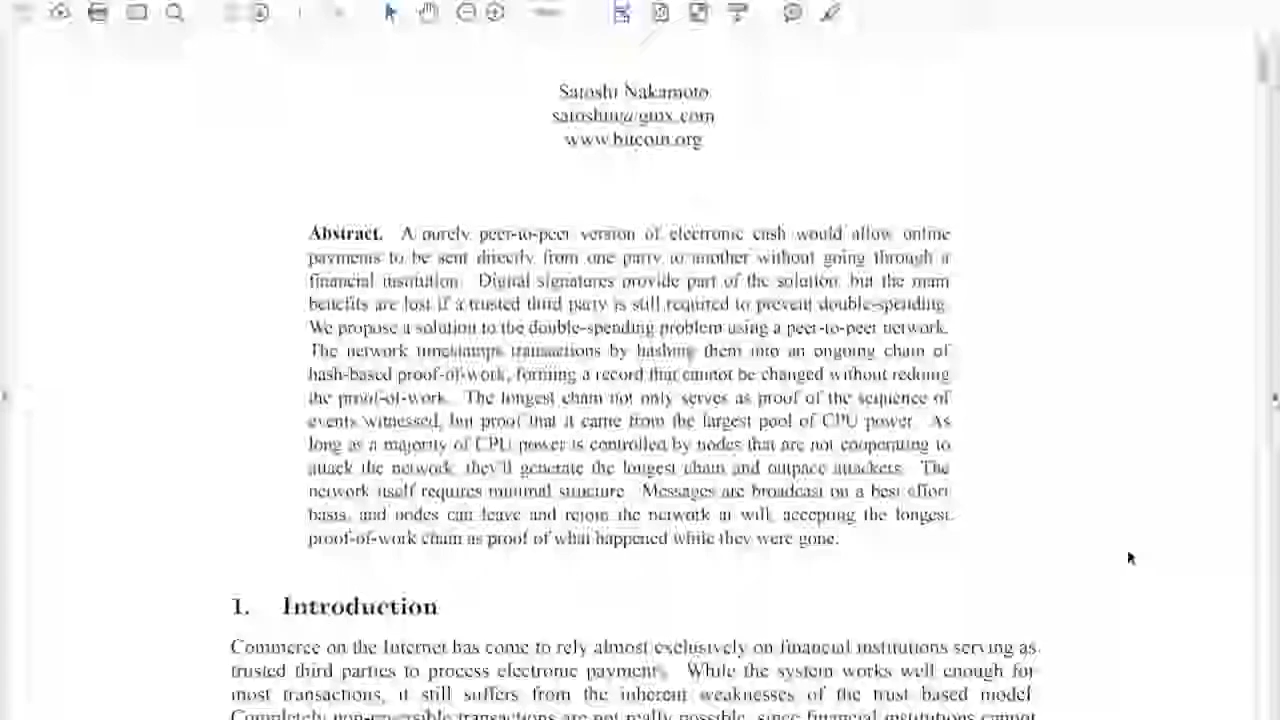 Satoshi Nakamoto
satoshin@gmx.com
www.bitcoin.org
Abstract. A purely peer-to-peer version of electronic cash would allow online
payments to be sent directly from one party to another without going through a
financial institution. Digital signatures provide part of the solution, but the main
benefits are lost if a trusted third party is still required to prevent double-spending.
We propose a solution to the double-spending problem using a peer-to-peer network.
The network timestamps transactions by hashing them into an ongoing chain of
hash-based proof-of-work, forming a record that cannot be changed without redoing
the proof-of-work. The longest chain not only serves as proof of the sequence of
events witnessed, but proof that it came from the largest pool of CPU power. As
long as a majority of CPU power is controlled by nodes that are not cooperating to
attack the network, they'll generate the longest chain and outpace attackers. The
network itself requires minimal structure. Messages are broadcast on a best effort
basis, and nodes can leave and rejoin the network at will, accepting the longest
proof-of-work chain as proof of what happened while they were gone.
1. Introduction
Commerce on the Internet has come to rely almost exclusively on financial institutions serving as
trusted third parties to process electronic payments. While the system works well enough for
most transactions, it still suffers from the inherent weaknesses of the trust based model.
Completely non-reversible transactions are not really possible, since financial institutions cannot